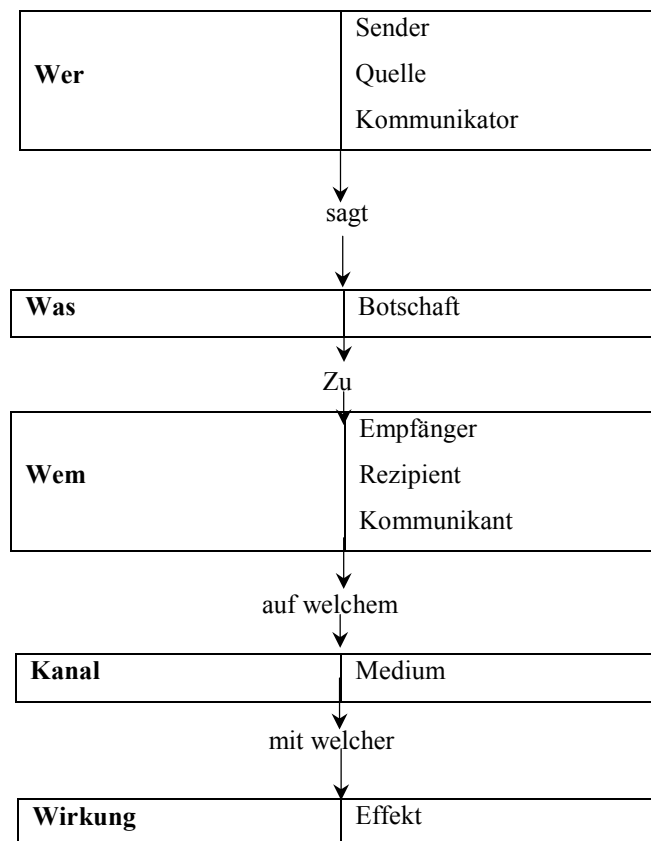 Sender
Wer
Quelle
Kommunikator
sagt
Was
Botschaft
Zu
Empfänger
Wem
Rezipient
Kommunikant
auf welchem
Kanal
Medium
mit welcher
Wirkung
Effekt